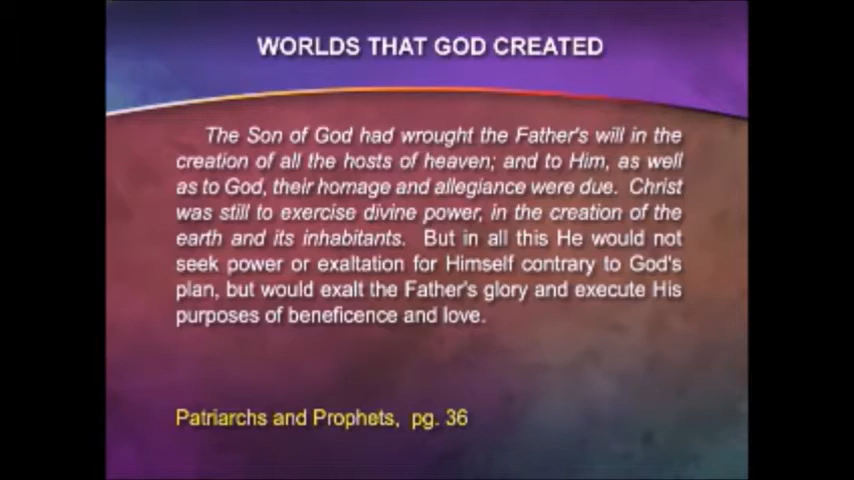 WORLDS THAT GOD CREATED
The Son of God had wrought the Father's will in the
creation of all the hosts of heaven; and to Him, as well
as to God, their homage and allegiance were due. Christ
was still to exercise divine power, in the creation of the
earth and its inhabitants. But in all this He would not
seek power or exaltation for Himself contrary to God's
plan, but would exalt the Father's glory and execute His
purposes of beneficence and love.
Patriarchs and Prophets, pg. 36